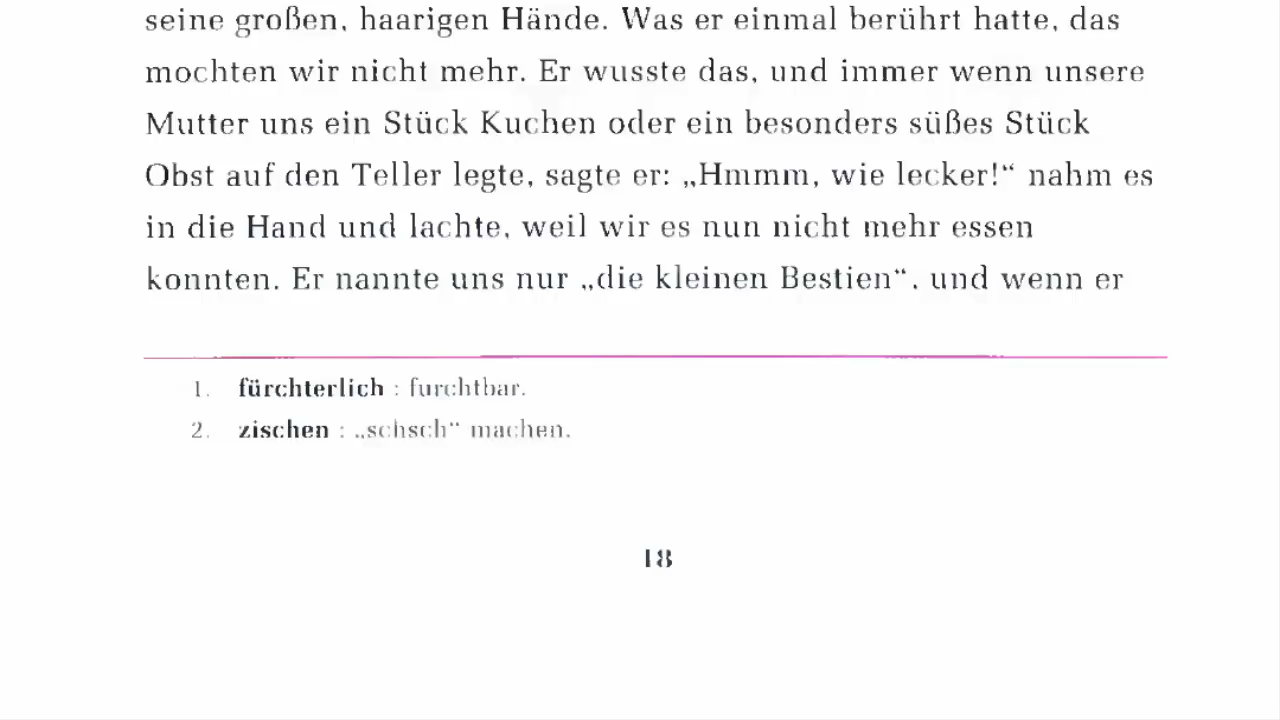 seine großen, haarigen Hände. Was er einmal berührt hatte, das
mochten wir nicht mehr. Er wusste das, und immer wenn unsere
Mutter uns ein Stück Kuchen oder ein besonders süßes Stück
Obst auf den Teller legte, sagte er: „Hmmm, wie lecker!“ nahm es
in die Hand und lachte, weil wir es nun nicht mehr essen
konnten. Er nannte uns nur „die kleinen Bestien“, und wenn er
1. fürchterlich : furchtbar.
2. zischen : „schsch“ machen.
18